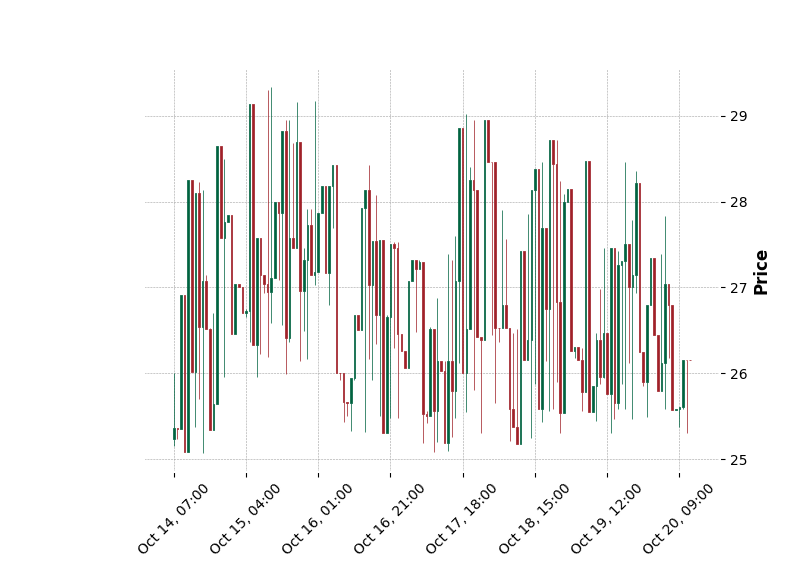 29
28
27
26
25
Price
Oct 14, 07:00
Oct 15, 04:00
Oct 16, 01:00
Oct 16, 21:00
Oct 17, 18:00
Oct 18, 15:00
Oct 19, 12:00
Oct 20, 09:00